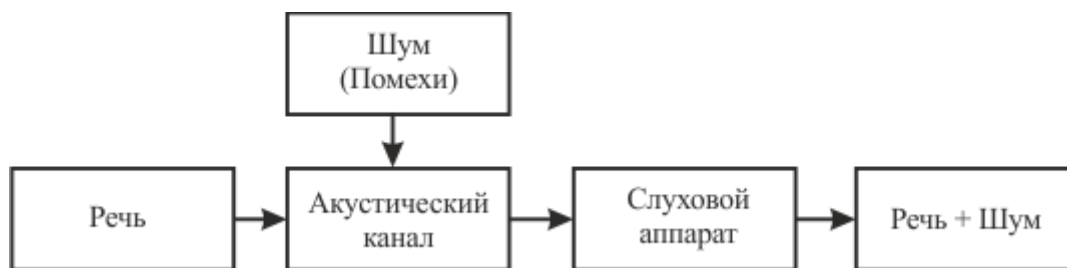 Шум
(Помехи)
Речь
Акустический
канал
Слуховой
аппарат
Речь + Шум